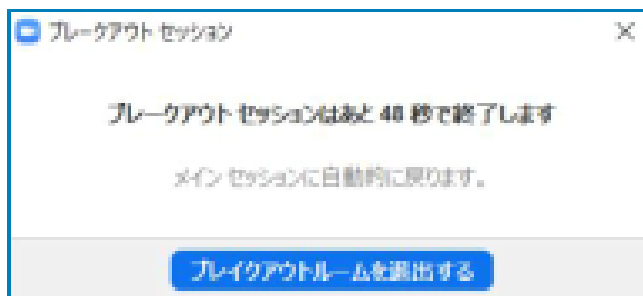 ブレークアウト セッション
ブレークアウト セッションはあと 48 秒で終了します
メイン セッションに自動的に戻ります。
ブレイクアウトルームを退出する